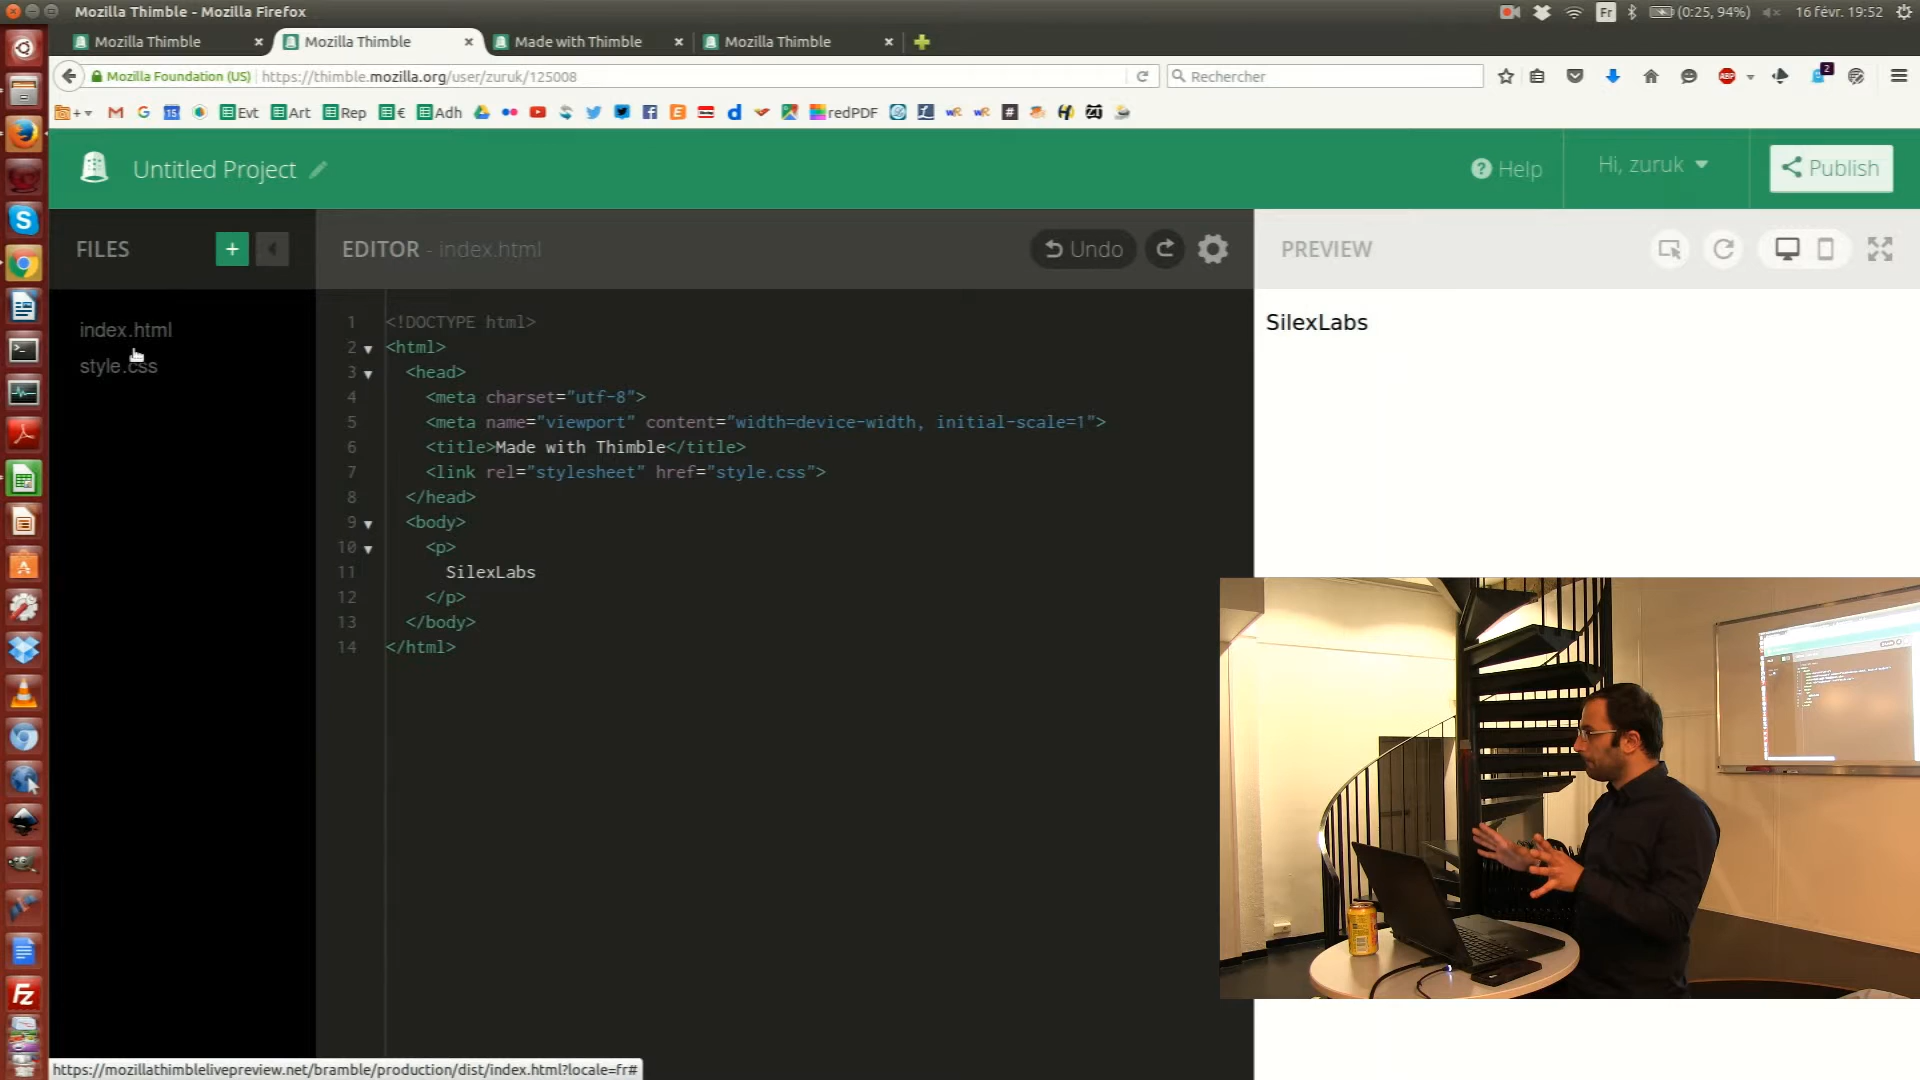 Mozilla Thimble - Mozilla Firefox
Fr
(0:25, 94%)
16 févr. 19:52
Mozilla Thimble
Mozilla Thimble
Made with Thimble
Mozilla Thimble
Mozilla Foundation (US)
https://thimble.mozilla.org/user/zuruk/125008
Rechercher
ABP
2
Evt
Art
Rep
€
Adh
redPDF
Untitled Project
Help
Hi, zuruk
Publish
FILES
EDITOR - index.html
Undo
PREVIEW
index.html
style.css
1 <!DOCTYPE html>
2 <html>
3 <head>
4 <meta charset="utf-8">
5 <meta name="viewport" content="width=device-width, initial-scale=1">
6 <title>Made with Thimble</title>
7 <link rel="stylesheet" href="style.css">
8 </head>
9 <body>
10 <p>
11 SilexLabs
12 </p>
13 </body>
14 </html>
SilexLabs
https://mozillathimblelivepreview.net/bramble/production/dist/index.html?locale=fr#